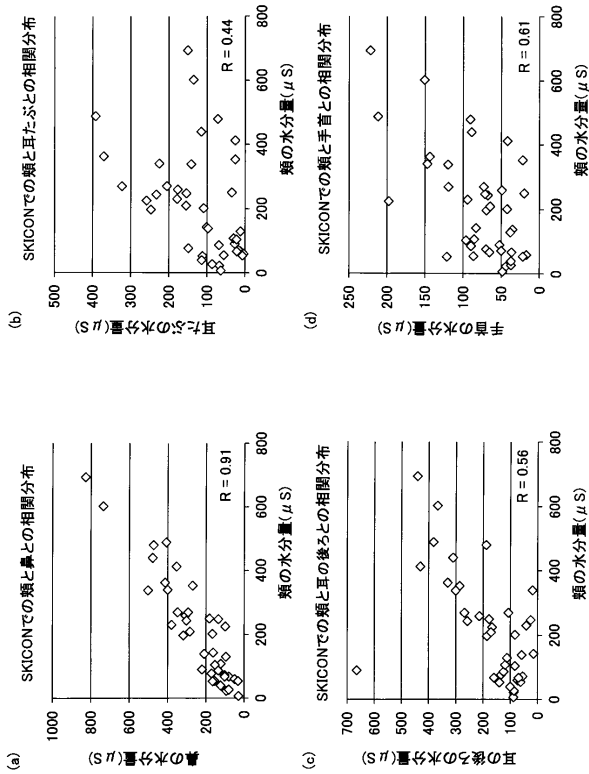 (a)
SKICONでの頬と鼻との相関分布
鼻の水分量(μS)
1000
800
600
400
200
0
0
200
400
600
800
R = 0.91
頬の水分量(μS)
(b)
SKICONでの頬と耳たぶとの相関分布
耳たぶの水分量(μS)
500
400
300
200
100
0
0
200
400
600
800
R = 0.44
頬の水分量(μS)
(c)
SKICONでの頬と耳の後ろとの相関分布
耳の後ろの水分量(μS)
700
600
500
400
300
200
100
0
0
200
400
600
800
R = 0.56
頬の水分量(μS)
(d)
SKICONでの頬と手首との相関分布
手首の水分量(μS)
250
200
150
100
50
0
0
200
400
600
800
R = 0.61
頬の水分量(μS)